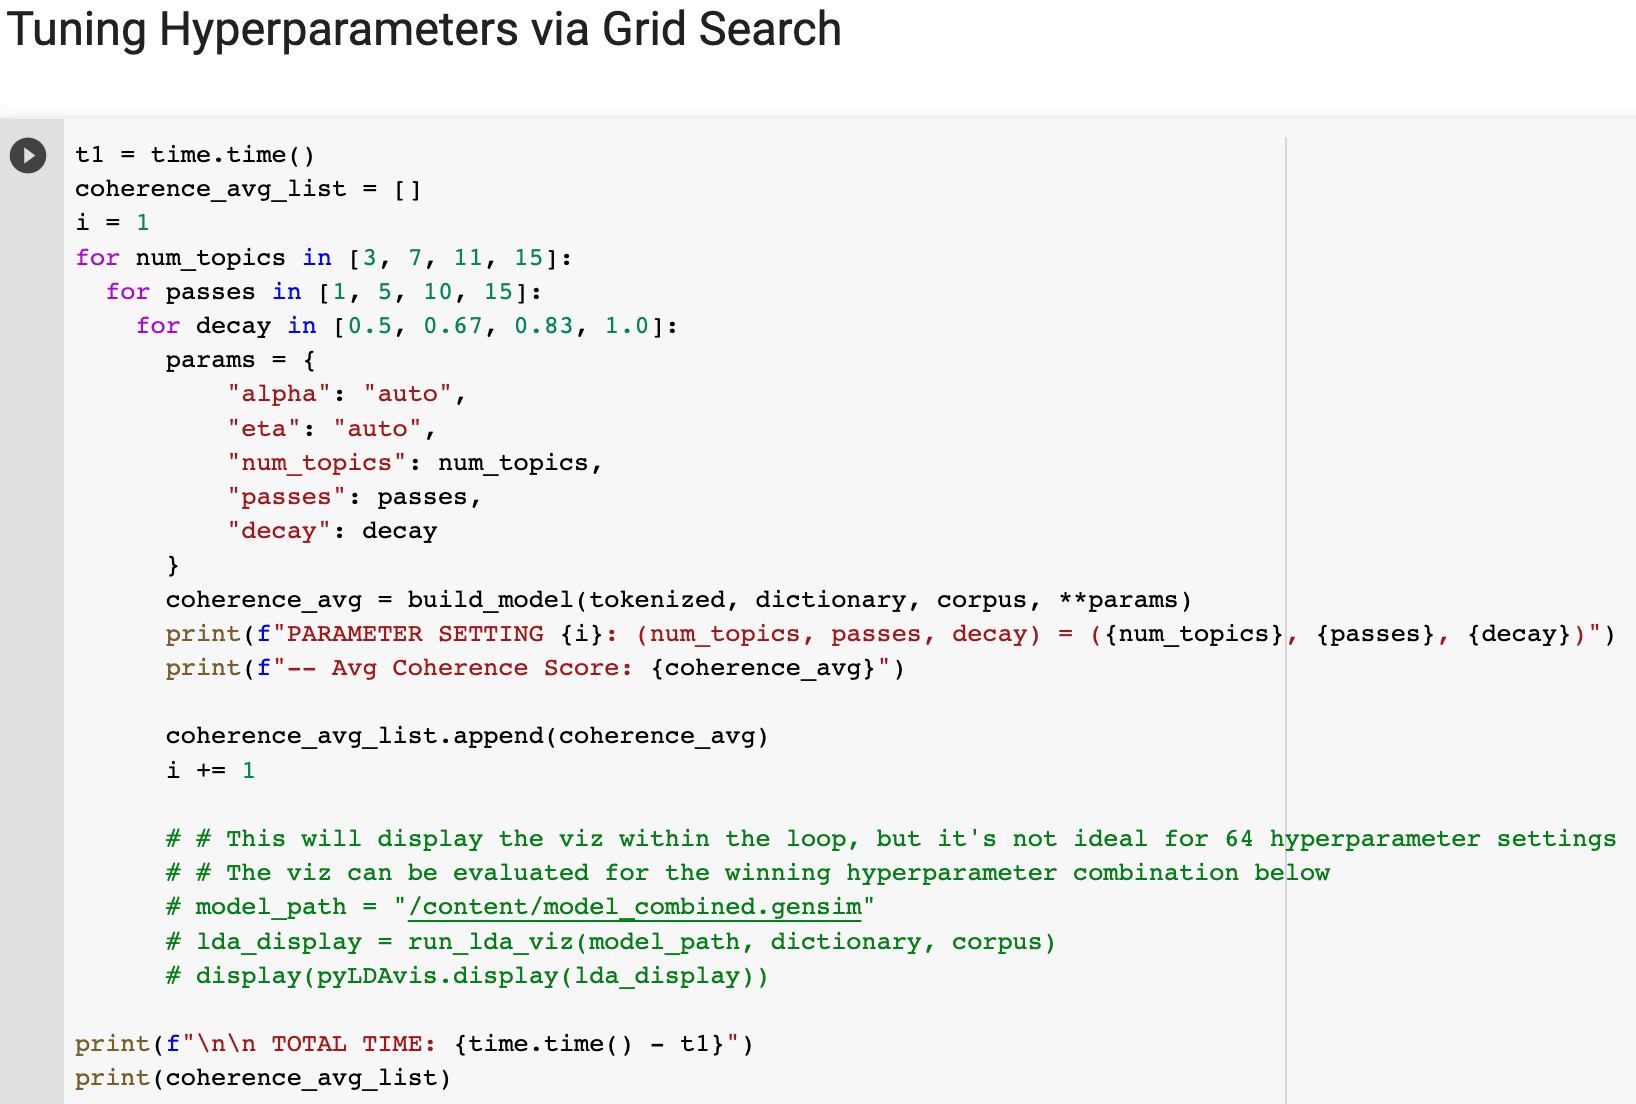 Tuning Hyperparameters via Grid Search
t1 = time.time()
coherence_avg_list = []
i = 1
for num_topics in [3, 7, 11, 15]:
  for passes in [1, 5, 10, 15]:
    for decay in [0.5, 0.67, 0.83, 1.0]:
      params = {
          "alpha": "auto",
          "eta": "auto",
          "num_topics": num_topics,
          "passes": passes,
          "decay": decay
      }
      coherence_avg = build_model(tokenized, dictionary, corpus, **params)
      print(f"PARAMETER SETTING {i}: (num_topics, passes, decay) = ({num_topics}, {passes}, {decay})")
      print(f"-- Avg Coherence Score: {coherence_avg}")
      coherence_avg_list.append(coherence_avg)
      i += 1
      # # This will display the viz within the loop, but it's not ideal for 64 hyperparameter settings
      # # The viz can be evaluated for the winning hyperparameter combination below
      # model_path = "/content/model_combined.gensim"
      # lda_display = run_lda_viz(model_path, dictionary, corpus)
      # display(pyLDAvis.display(lda_display))
print(f"\n\n TOTAL TIME: {time.time() - t1}")
print(coherence_avg_list)